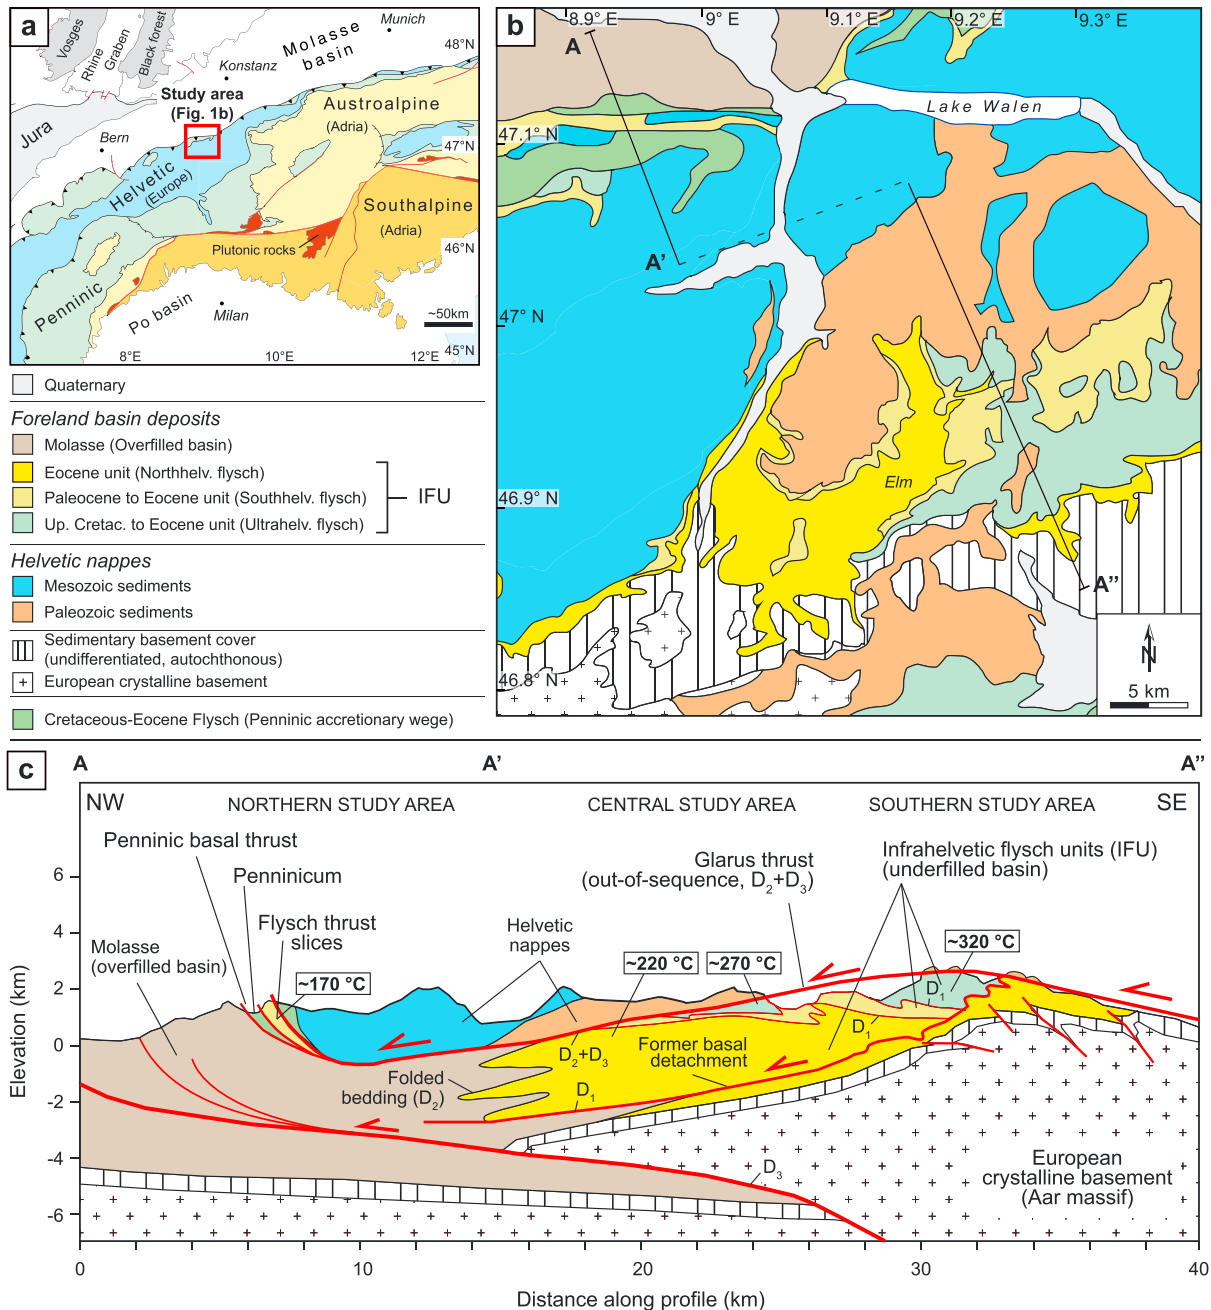 a
Munich
48°N
Vosges
Rhine
Graben
Black forest
Molasse
basin
Konstanz
Study area
(Fig. 1b)
Austroalpine
(Adria)
Jura
Bern
47°N
Helvetic
(Europe)
Southalpine
(Adria)
Plutonic rocks
46°N
Penninic
Po basin
Milan
~50km
8°E
10°E
12°E
45°N
Quaternary
Foreland basin deposits
Molasse (Overfilled basin)
Eocene unit (Northhelv. flysch)
Paleocene to Eocene unit (Southhelv. flysch)
Up. Cretac. to Eocene unit (Ultrahelv. flysch)
IFU
Helvetic nappes
Mesozoic sediments
Paleozoic sediments
Sedimentary basement cover
(undifferentiated, autochthonous)
European crystalline basement
Cretaceous-Eocene Flysch (Penninic accretionary wege)
b
8.9° E
9° E
9.1° E
9.2° E
9.3° E
A
Lake Walen
47.1° N
A’
47° N
46.9° N
Elm
A’’
46.8° N
N
5 km
c
A
A’
A’’
NW
NORTHERN STUDY AREA
CENTRAL STUDY AREA
SOUTHERN STUDY AREA
SE
Penninic basal thrust
Penninicum
Flysch thrust
slices
~170 °C
Molasse
(overfilled basin)
Helvetic
nappes
Glarus thrust
(out-of-sequence, D2+D3)
Infrahelvetic flysch units (IFU)
(underfilled basin)
~220 °C
~270 °C
~320 °C
D1
D1
D2+D3
Former basal
detachment
Folded
bedding (D2)
D1
D3
European
crystalline basement
(Aar massif)
Elevation (km)
6
4
2
0
-2
-4
-6
0
10
20
30
40
Distance along profile (km)